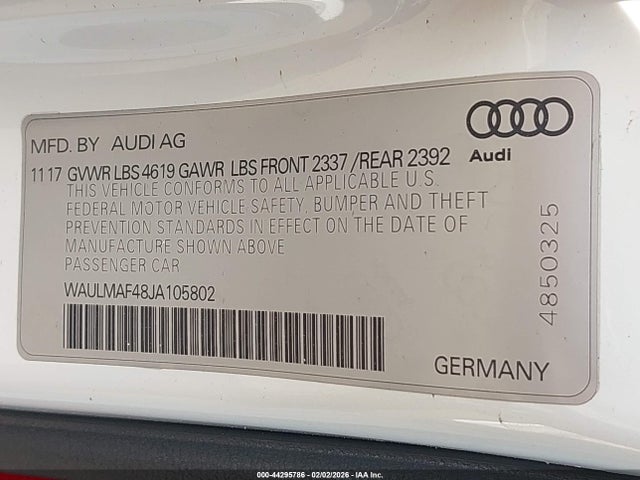 MFD. BY AUDI AG
Audi
11 17 GVWR LBS 4619 GAWR LBS FRONT 2337 /REAR 2392
THIS VEHICLE CONFORMS TO ALL APPLICABLE U.S.
FEDERAL MOTOR VEHICLE SAFETY, BUMPER AND THEFT
PREVENTION STANDARDS IN EFFECT ON THE DATE OF
MANUFACTURE SHOWN ABOVE
PASSENGER CAR
WAULMAF48JA105802
4850325
GERMANY
000-44295786 - 02/02/2026 - IAA Inc.